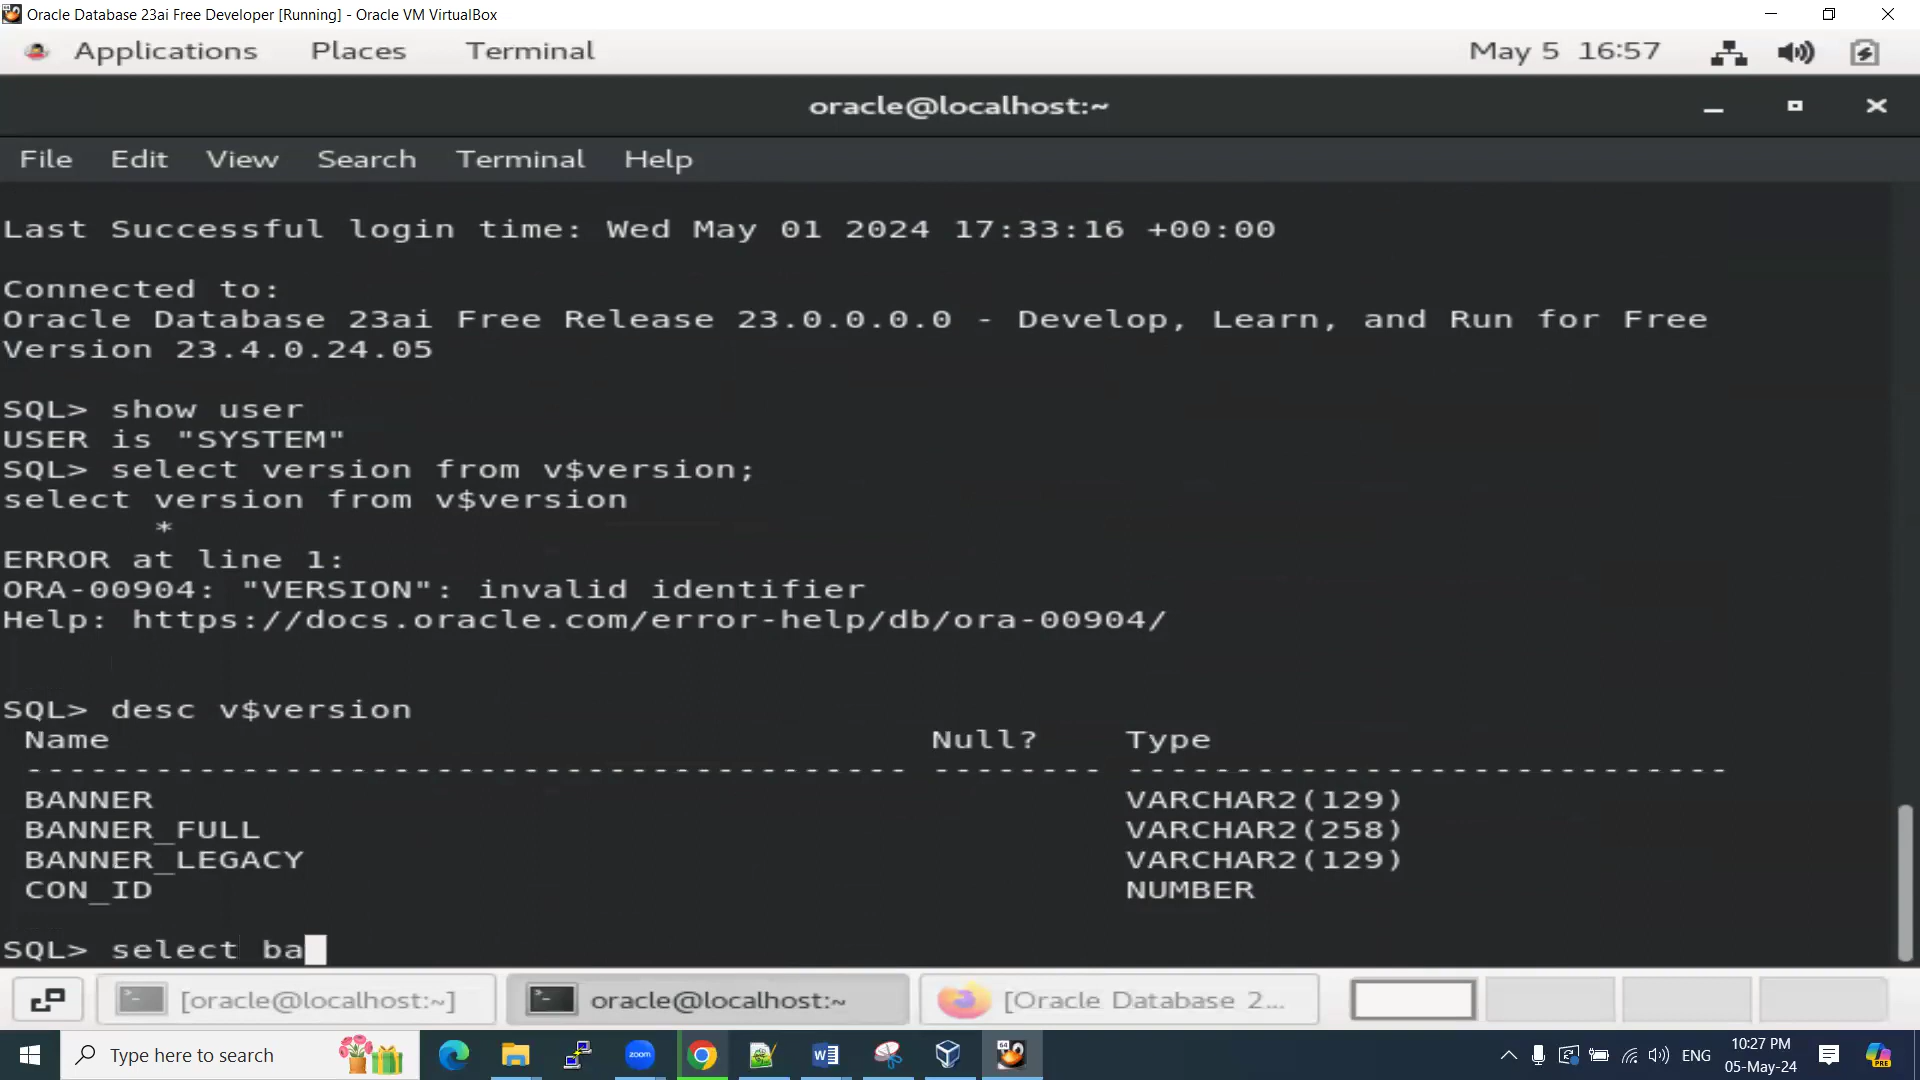 Oracle Database 23ai Free Developer [Running] - Oracle VM VirtualBox
Applications Places Terminal May 5 16:57
oracle@localhost:~
File Edit View Search Terminal Help
Last Successful login time: Wed May 01 2024 17:33:16 +00:00
Connected to:
Oracle Database 23ai Free Release 23.0.0.0.0 - Develop, Learn, and Run for Free
Version 23.4.0.24.05
SQL> show user
USER is "SYSTEM"
SQL> select version from v$version;
select version from v$version
*
ERROR at line 1:
ORA-00904: "VERSION": invalid identifier
Help: https://docs.oracle.com/error-help/db/ora-00904/
SQL> desc v$version
Name Null? Type
----------------------------------------- -------- ----------------------------
BANNER VARCHAR2(129)
BANNER_FULL VARCHAR2(258)
BANNER_LEGACY VARCHAR2(129)
CON_ID NUMBER
SQL> select ba
[oracle@localhost:~] oracle@localhost:~ [Oracle Database 2...
Type here to search zoom ENG 10:27 PM
05-May-24